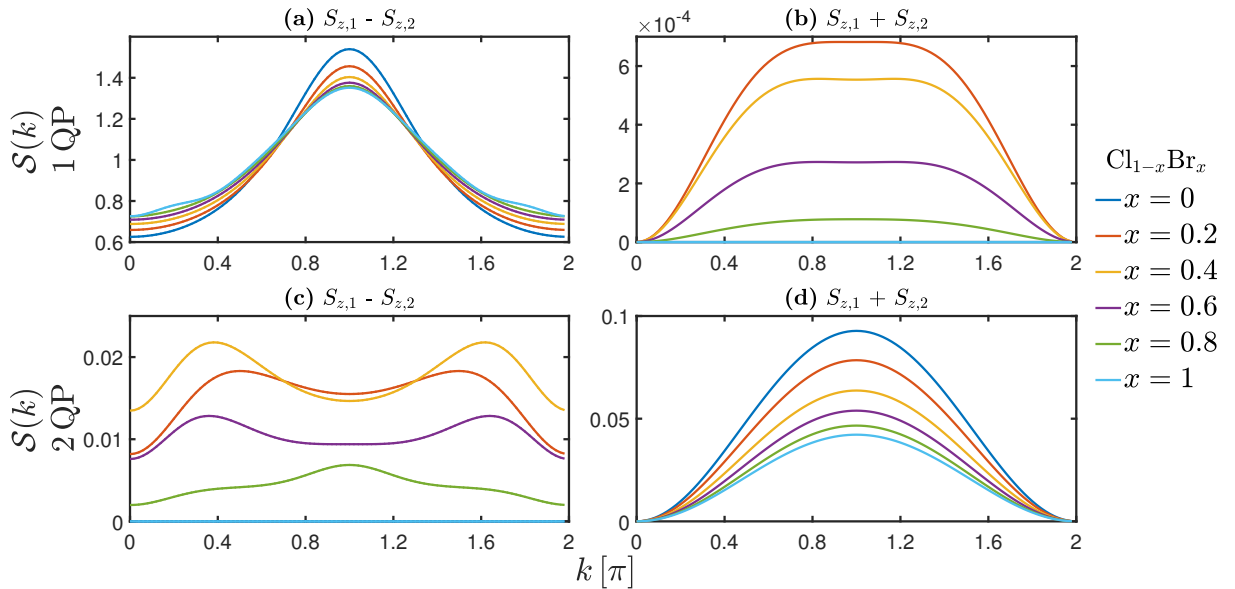 (a) S_{z,1} - S_{z,2}
(b) S_{z,1} + S_{z,2}
×10^{-4}
1.4
1.2
1
0.8
0.6
6
4
2
0
0 0.4 0.8 1.2 1.6 2
0 0.4 0.8 1.2 1.6 2
S(k)
1 QP
(c) S_{z,1} - S_{z,2}
(d) S_{z,1} + S_{z,2}
0.02
0.01
0
0.1
0.05
0
0 0.4 0.8 1.2 1.6 2
0 0.4 0.8 1.2 1.6 2
S(k)
2 QP
k [π]
Cl_{1-x}Br_x
x = 0
x = 0.2
x = 0.4
x = 0.6
x = 0.8
x = 1